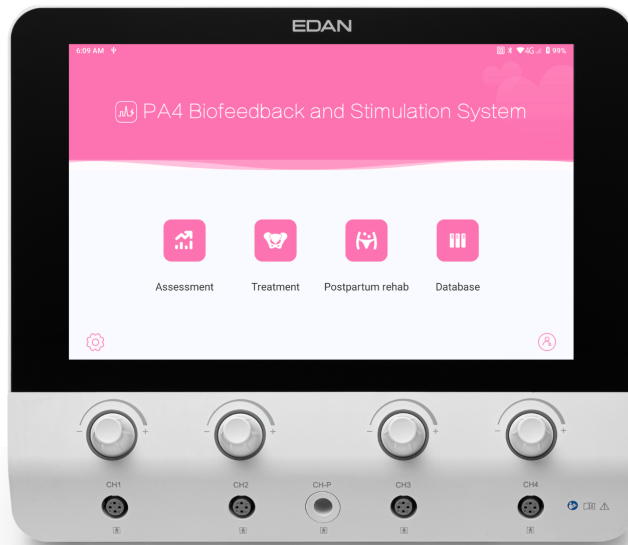 EDAN
6:09 AM
4G 99%
PA4 Biofeedback and Stimulation System
Assessment Treatment Postpartum rehab Database
- + - + - + - +
CH1 CH2 CH-P CH3 CH4